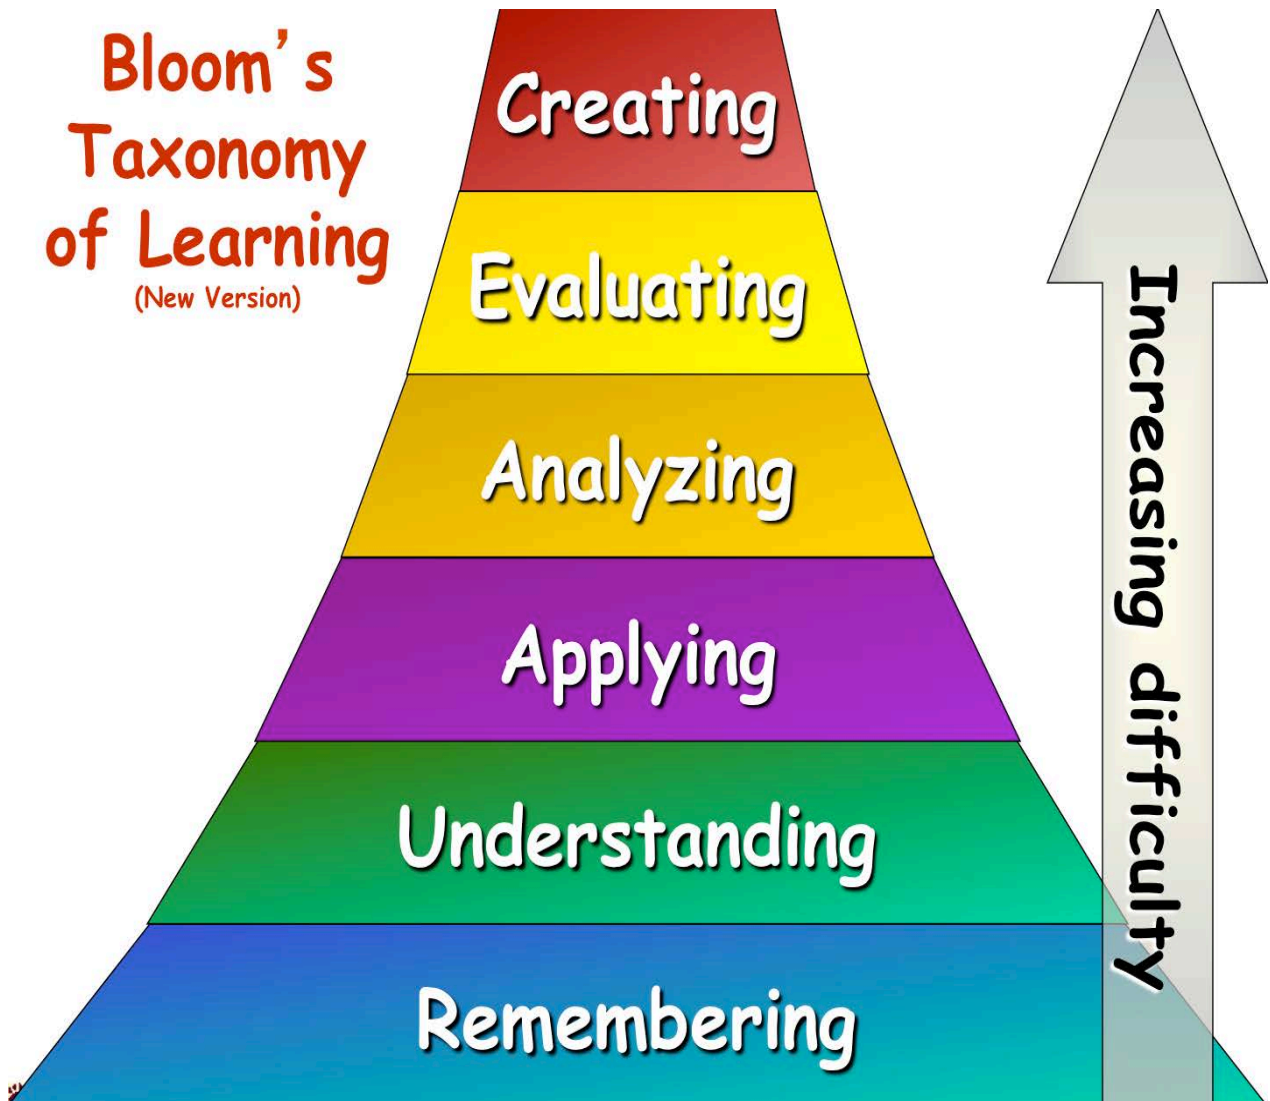 Bloom's
Taxonomy
of Learning
(New Version)
Creating
Evaluating
Analyzing
Applying
Understanding
Remembering
Increasing difficulty